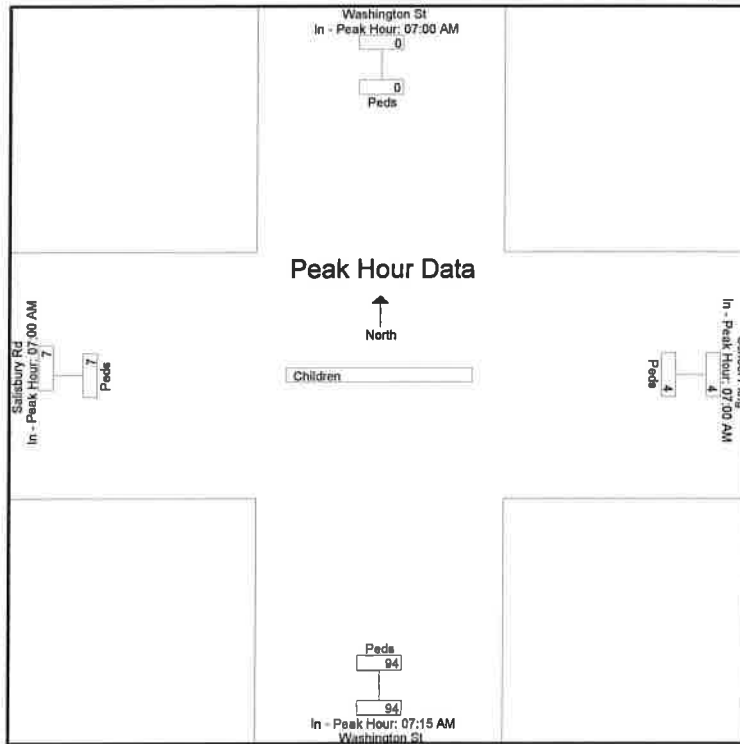 Washington St
In - Peak Hour: 07:00 AM
0
0
Peds
Peak Hour Data
North
Children
Salisbury Rd
In - Peak Hour: 07:00 AM
7
7
Peds
Peds
4
4
In - Peak Hour: 07:00 AM
Peds
94
94
In - Peak Hour: 07:15 AM
Washington St